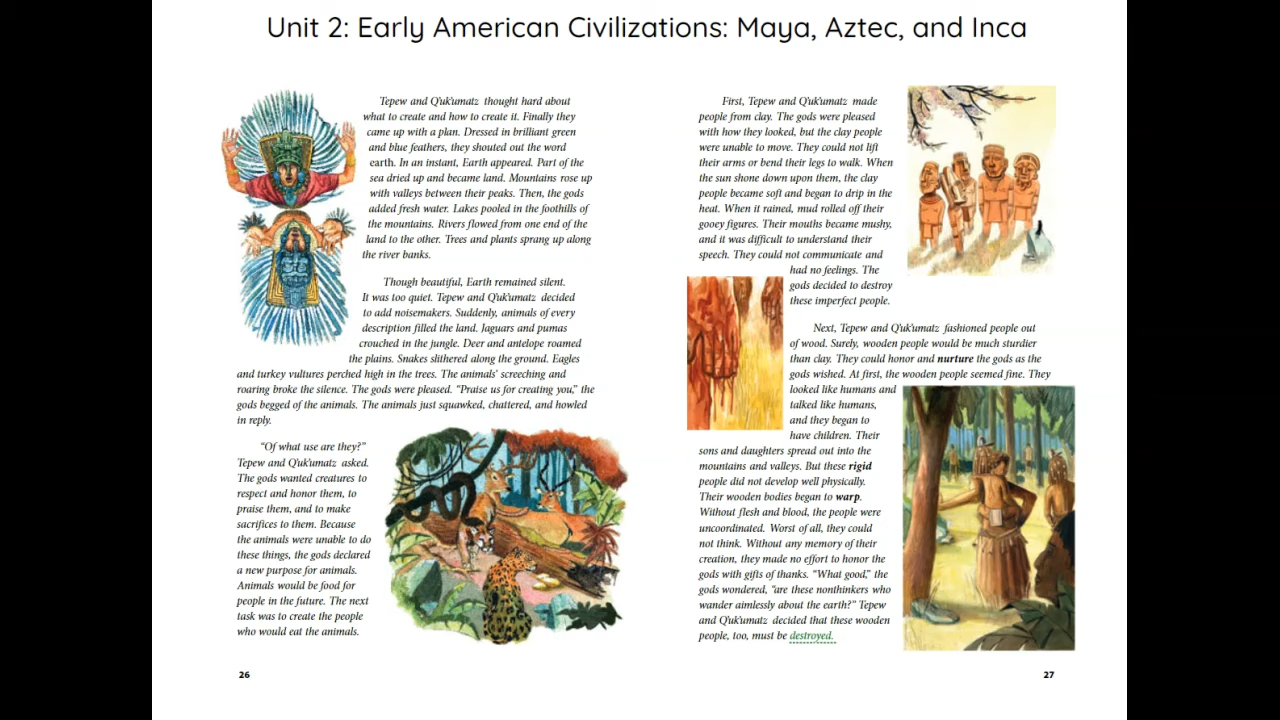 Unit 2: Early American Civilizations: Maya, Aztec, and Inca
Tepew and Q'uk'umatz thought hard about
what to create and how to create it. Finally they
came up with a plan. Dressed in brilliant green
and blue feathers, they shouted out the word
earth. In an instant, Earth appeared. Part of the
sea dried up and became land. Mountains rose up
with valleys between their peaks. Then, the gods
added fresh water. Lakes pooled in the foothills of
the mountains. Rivers flowed from one end of the
land to the other. Trees and plants sprang up along
the river banks.
Though beautiful, Earth remained silent.
It was too quiet. Tepew and Q'uk'umatz decided
to add noisemakers. Suddenly, animals of every
description filled the land. Jaguars and pumas
crouched in the jungle. Deer and antelope roamed
the plains. Snakes slithered along the ground. Eagles
and turkey vultures perched high in the trees. The animals' screeching and
roaring broke the silence. The gods were pleased. "Praise us for creating you," the
gods begged of the animals. The animals just squawked, chattered, and howled
in reply.
"Of what use are they?"
Tepew and Q'uk'umatz asked.
The gods wanted creatures to
respect and honor them, to
praise them, and to make
sacrifices to them. Because
the animals were unable to do
these things, the gods declared
a new purpose for animals.
Animals would be food for
people in the future. The next
task was to create the people
who would eat the animals.
26
First, Tepew and Q'uk'umatz made
people from clay. The gods were pleased
with how they looked, but the clay people
were unable to move. They could not lift
their arms or bend their legs to walk. When
the sun shone down upon them, the clay
people became soft and began to drip in the
heat. When it rained, mud rolled off their
gooey figures. Their mouths became mushy,
and it was difficult to understand their
speech. They could not communicate and
had no feelings. The
gods decided to destroy
these imperfect people.
Next, Tepew and Q'uk'umatz fashioned people out
of wood. Surely, wooden people would be much sturdier
than clay. They could honor and nurture the gods as the
gods wished. At first, the wooden people seemed fine. They
looked like humans and
talked like humans,
and they began to
have children. Their
sons and daughters spread out into the
mountains and valleys. But these rigid
people did not develop well physically.
Their wooden bodies began to warp.
Without flesh and blood, the people were
uncoordinated. Worst of all, they could
not think. Without any memory of their
creation, they made no effort to honor the
gods with gifts of thanks. "What good," the
gods wondered, "are these nonthinkers who
wander aimlessly about the earth?" Tepew
and Q'uk'umatz decided that these wooden
people, too, must be destroyed.
27